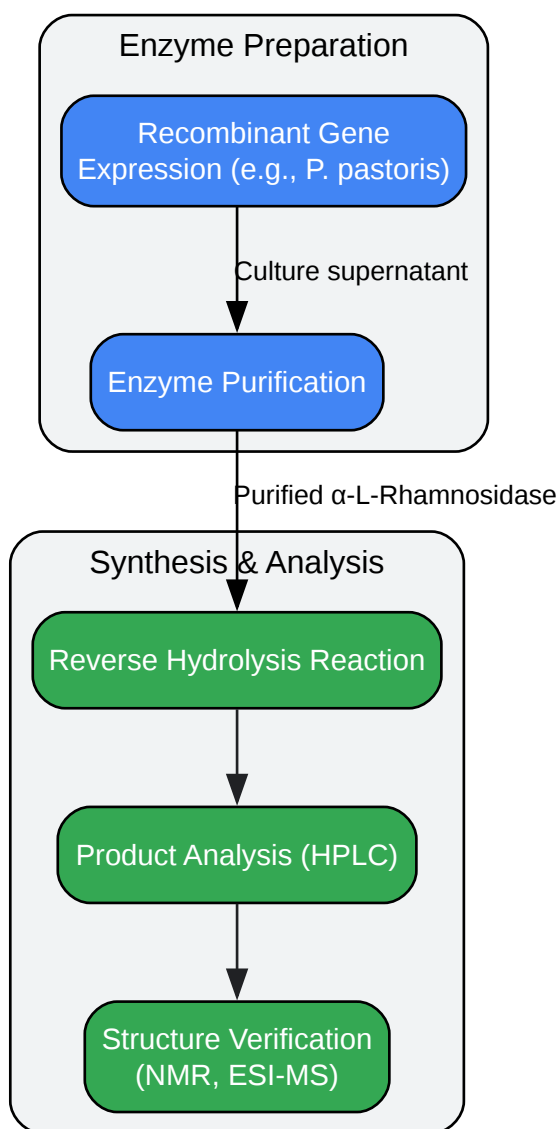 Enzyme Preparation
Recombinant Gene
Expression (e.g., P. pastoris)
Culture supernatant
Enzyme Purification
Purified α-L-Rhamnosidase
Synthesis & Analysis
Reverse Hydrolysis Reaction
Product Analysis (HPLC)
Structure Verification
(NMR, ESI-MS)